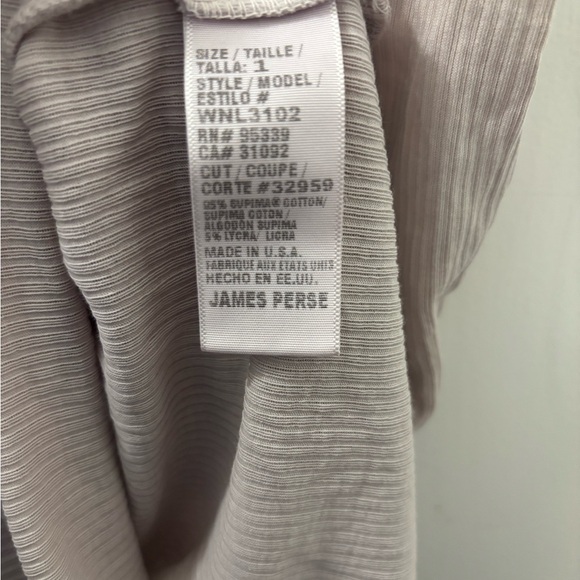 SIZE / TAILLE /
TALLA: 1
STYLE / MODEL /
ESTILO #
WNL3102
RN# 95339
CA# 31092
CUT / COUPE /
CORTE #32959
95% SUPIMA® COTTON/
SUPIMA COTON/
ALGODON SUPIMA
5% LYCRA/ LICRA
MADE IN U.S.A.
FABRIQUE AUX ETATS UNIS
HECHO EN EE.UU.
JAMES PERSE